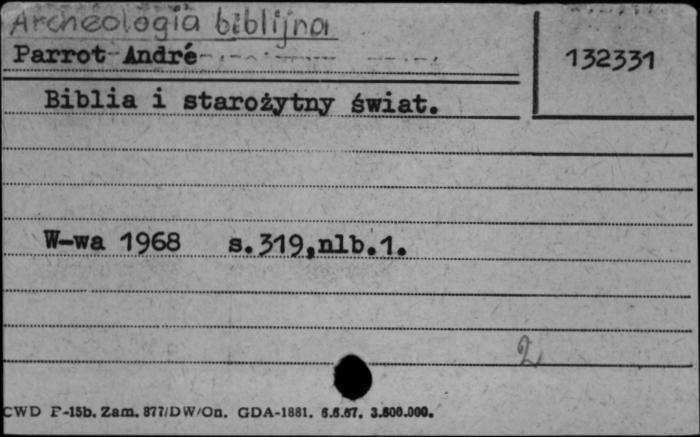 Archeologia biblijna
Parrot André
132331
Biblia i starożytny świat.
W-wa 1968 s.319,nlb.1.
2
CWD F-15b. Zam. 877/DW/On. GDA-1881. 6.6.67. 3.600.000.